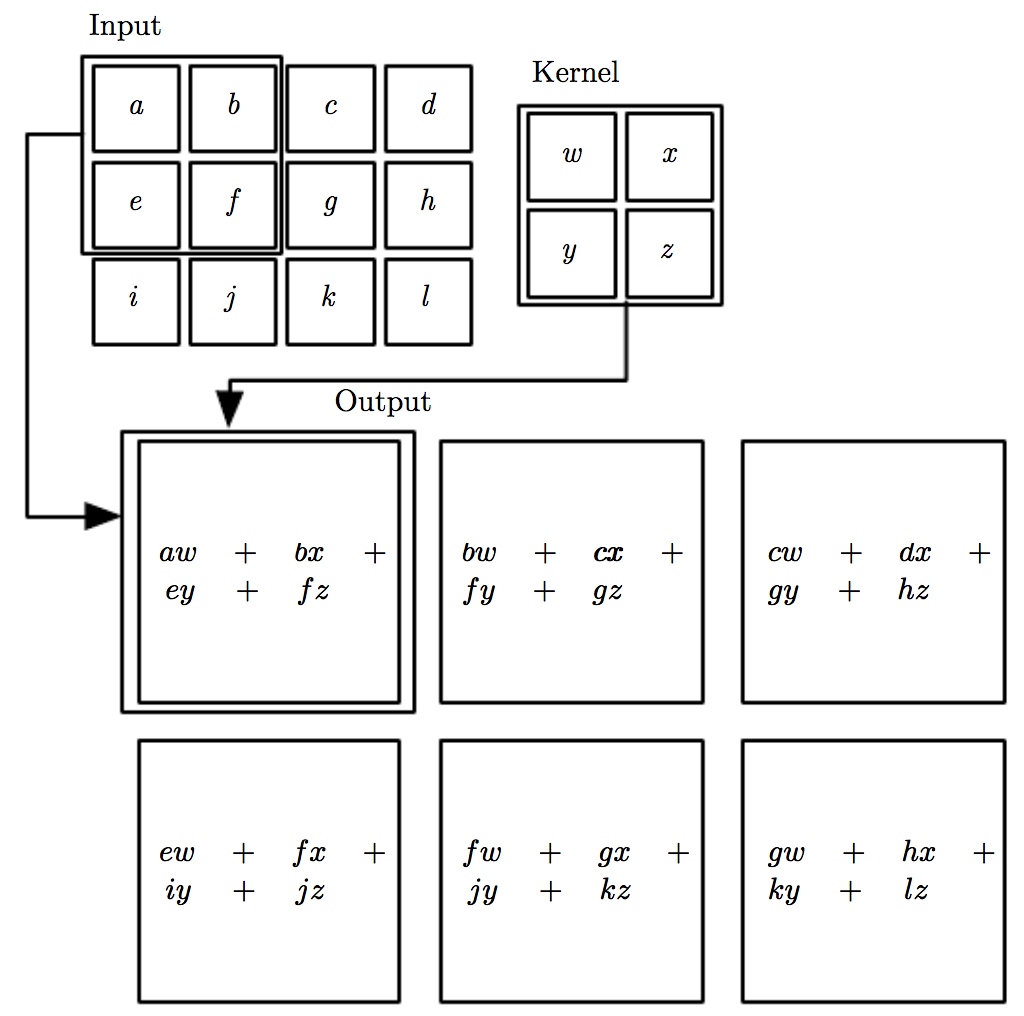 Input
Kernel
a b c d
w x
e f g h
y z
i j k l
Output
aw + bx +
ey + fz
bw + cx +
fy + gz
cw + dx +
gy + hz
ew + fx +
iy + jz
fw + gx +
jy + kz
gw + hx +
ky + lz